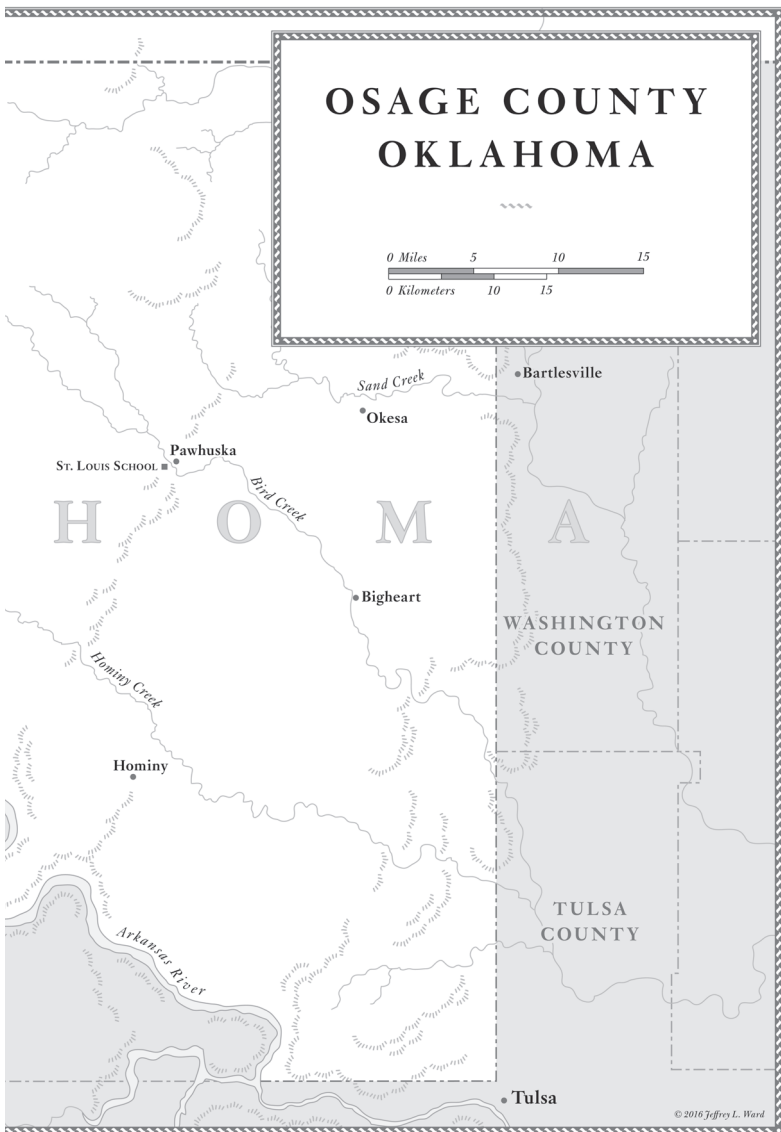 OSAGE COUNTY
OKLAHOMA
0 Miles 5 10 15
0 Kilometers 10 15
Bartlesville
Sand Creek
Okesa
Pawhuska
St. Louis School
Bird Creek
H O M A
Bigheart
WASHINGTON
COUNTY
Hominy Creek
Hominy
TULSA
COUNTY
Arkansas River
Tulsa
© 2016 Jeffrey L. Ward